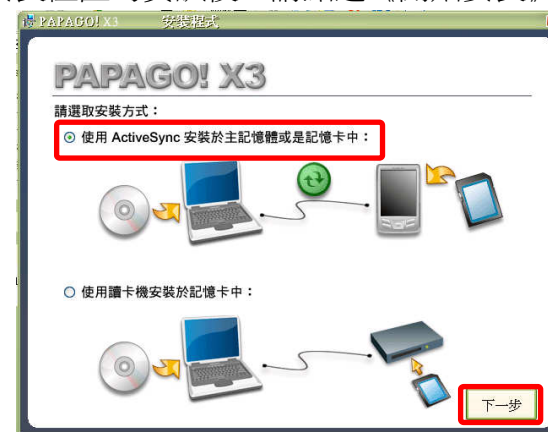 PAPAGO! X3 安裝程式
PAPAGO! X3
請選取安裝方式：
使用 ActiveSync 安裝於主記憶體或是記憶卡中：
使用讀卡機安裝於記憶卡中：
下一步